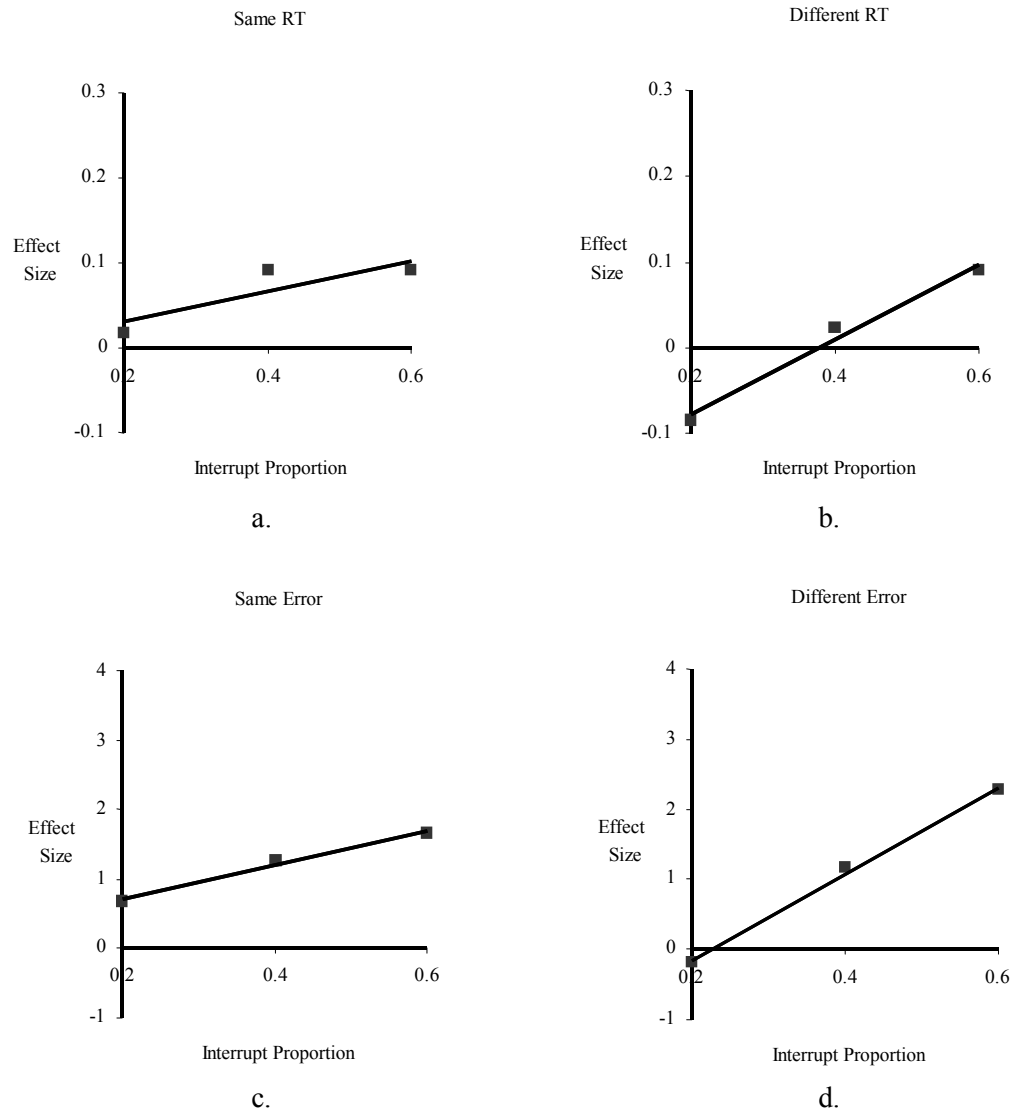 Same RT
0.3
0.2
Effect
Size
0.1
0
-0.1
0.2
0.4
0.6
Interrupt Proportion
a.
Different RT
0.3
0.2
Effect
Size
0.1
0
-0.1
0.2
0.4
0.6
Interrupt Proportion
b.
Same Error
4
3
2
Effect
Size
1
0
-1
0.2
0.4
0.6
Interrupt Proportion
c.
Different Error
4
3
2
Effect
Size
1
0
-1
0.2
0.4
0.6
Interrupt Proportion
d.